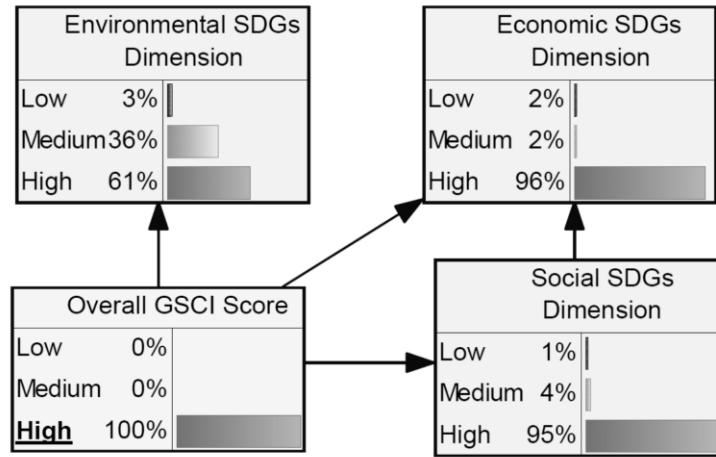 Environmental SDGs
Dimension
Low 3%
Medium 36%
High 61%
Economic SDGs
Dimension
Low 2%
Medium 2%
High 96%
Overall GSCI Score
Low 0%
Medium 0%
High 100%
Social SDGs
Dimension
Low 1%
Medium 4%
High 95%